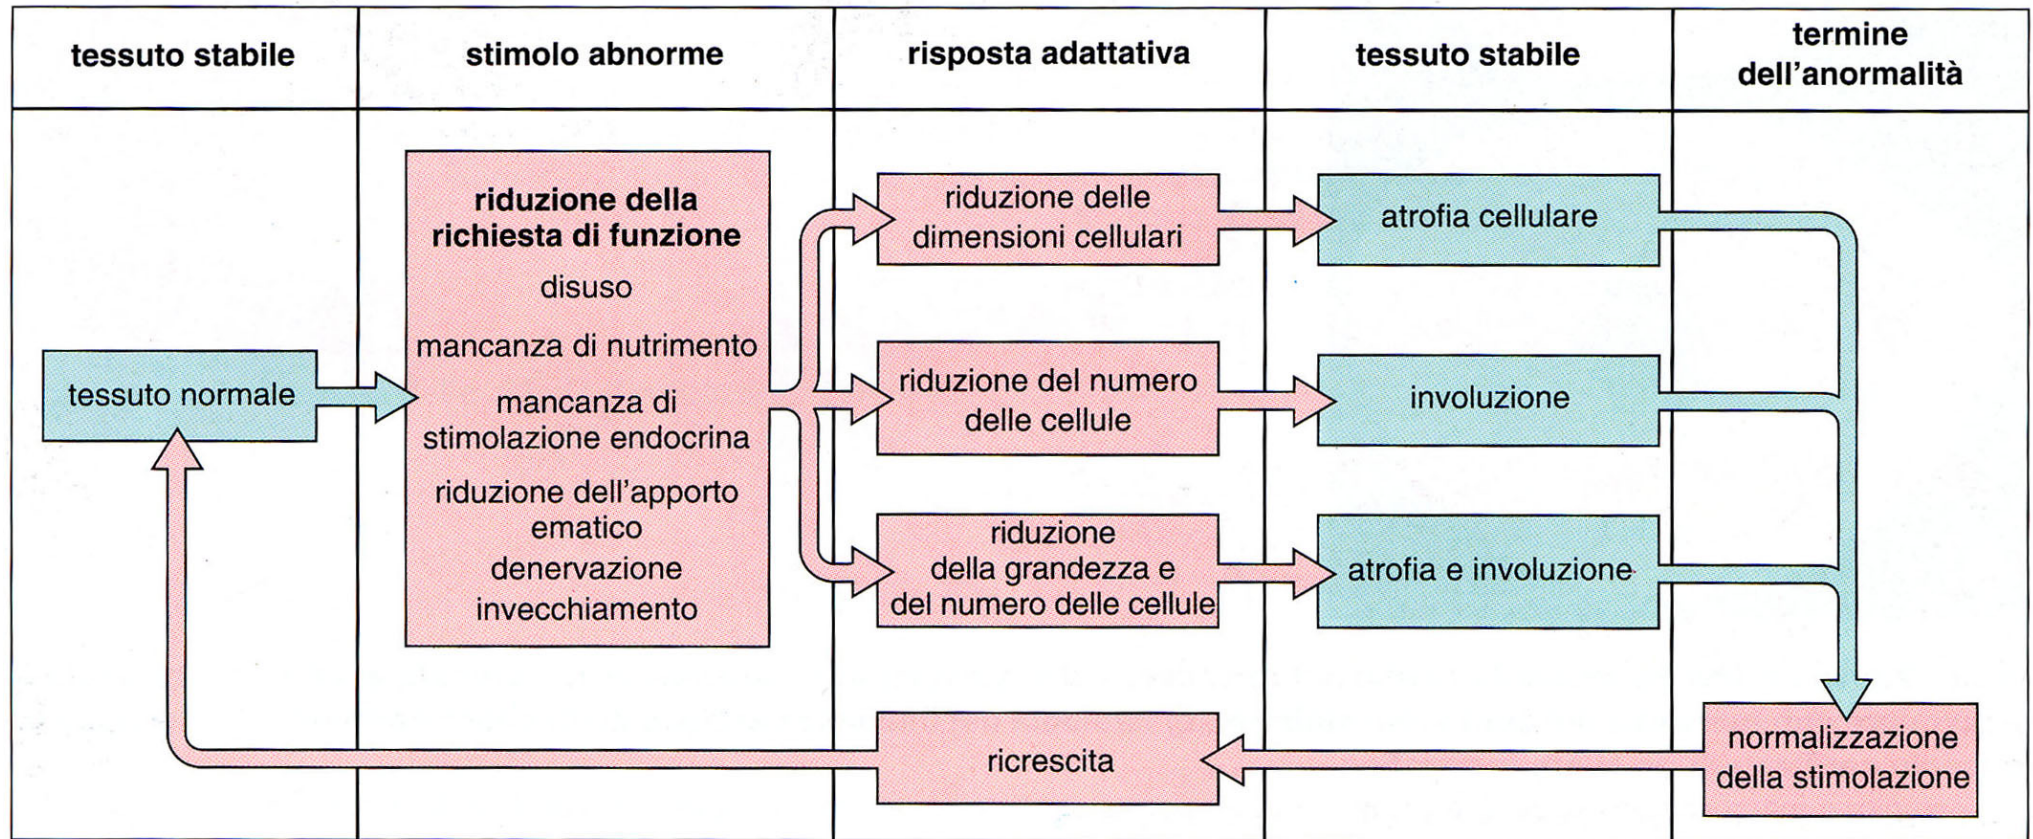 tessuto stabile
stimolo abnorme
risposta adattativa
tessuto stabile
termine
dell'anormalità
tessuto normale
riduzione della
richiesta di funzione
disuso
mancanza di nutrimento
mancanza di
stimolazione endocrina
riduzione dell'apporto
ematico
denervazione
invecchiamento
riduzione delle
dimensioni cellulari
riduzione del numero
delle cellule
riduzione
della grandezza e
del numero delle cellule
atrofia cellulare
involuzione
atrofia e involuzione
normalizzazione
della stimolazione
ricrescita